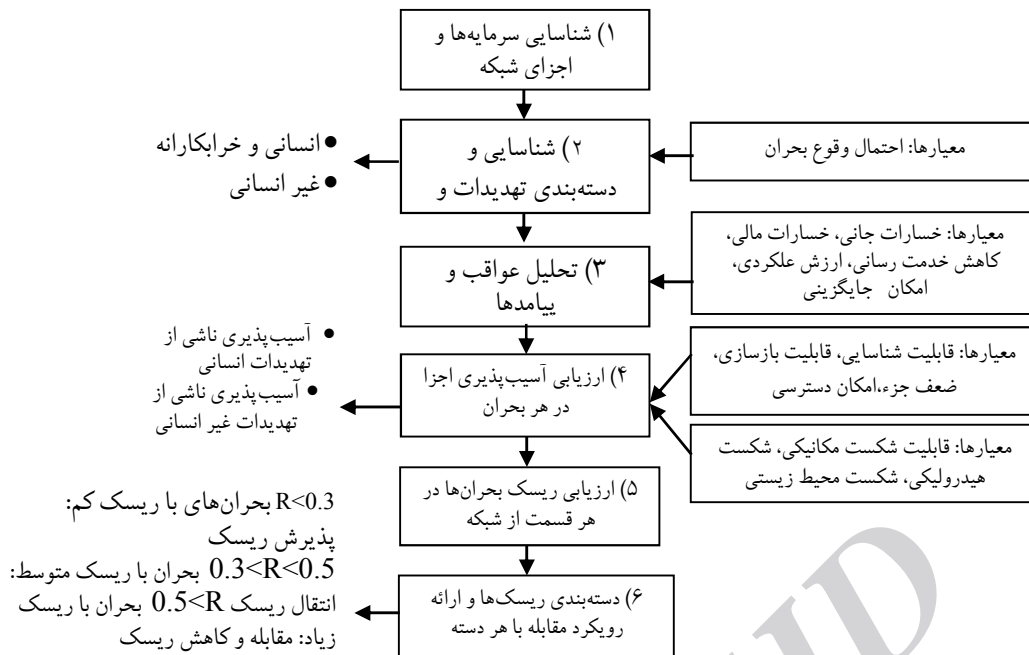 ۱) شناسایی سرمایه‌ها و
اجزای شبکه
۲) شناسایی و
دسته‌بندی تهدیدات و
معیارها: احتمال وقوع بحران
● انسانی و خرابکارانه
● غیر انسانی
۳) تحلیل عواقب و
پیامدها
معیارها: خسارات جانی، خسارات مالی،
کاهش خدمت رسانی، ارزش علکردی،
امکان جایگزینی
۴) ارزیابی آسیب‌پذیری اجزا
در هر بحران
معیارها: قابلیت شناسایی، قابلیت بازسازی،
ضعف جزء،امکان دسترسی
معیارها: قابلیت شکست مکانیکی، شکست
هیدرولیکی، شکست محیط زیستی
● آسیب‌پذیری ناشی از
تهدیدات انسانی
● آسیب‌پذیری ناشی از
تهدیدات غیر انسانی
۵) ارزیابی ریسک بحران‌ها در
هر قسمت از شبکه
۶) دسته‌بندی ریسک‌ها و ارائه
رویکرد مقابله با هر دسته
R<0.3 بحران‌های با ریسک کم:
پذیرش ریسک
0.3<R<0.5 بحران با ریسک متوسط:
انتقال ریسک 0.5<R بحران با ریسک
زیاد: مقابله و کاهش ریسک